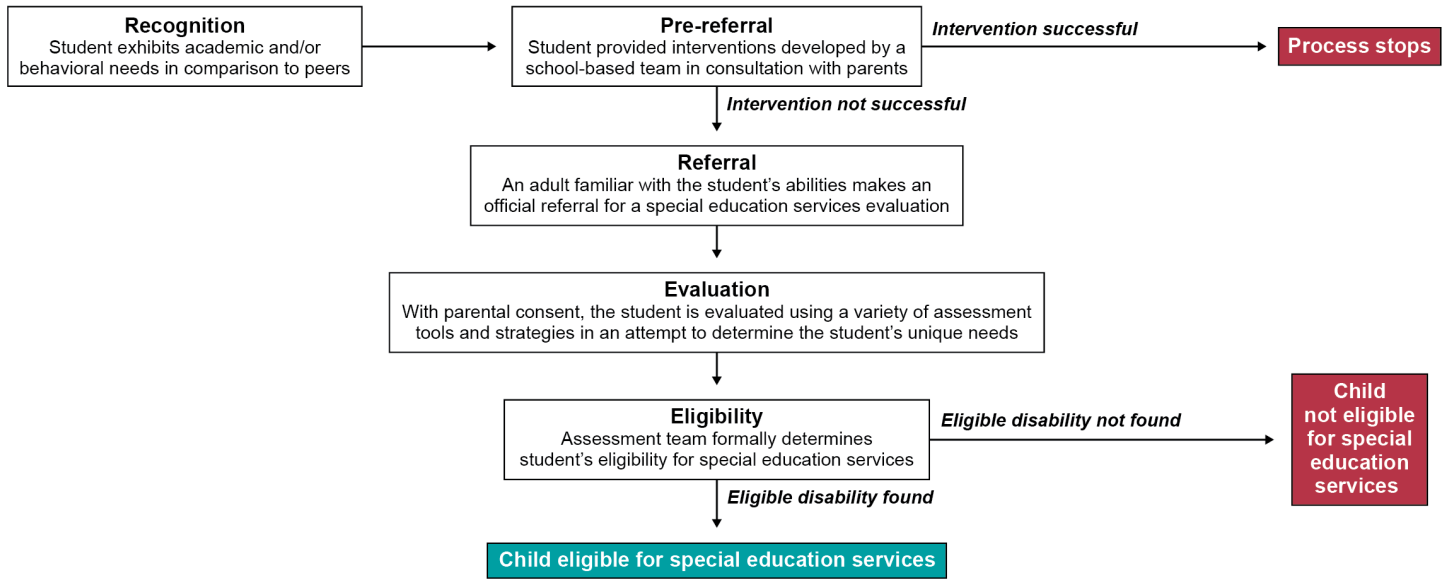 Recognition
Student exhibits academic and/or
behavioral needs in comparison to peers
Pre-referral
Student provided interventions developed by a
school-based team in consultation with parents
Intervention successful
Process stops
Intervention not successful
Referral
An adult familiar with the student’s abilities makes an
official referral for a special education services evaluation
Evaluation
With parental consent, the student is evaluated using a variety of assessment
tools and strategies in an attempt to determine the student’s unique needs
Eligibility
Assessment team formally determines
student’s eligibility for special education services
Eligible disability not found
Child
not eligible
for special
education
services
Eligible disability found
Child eligible for special education services